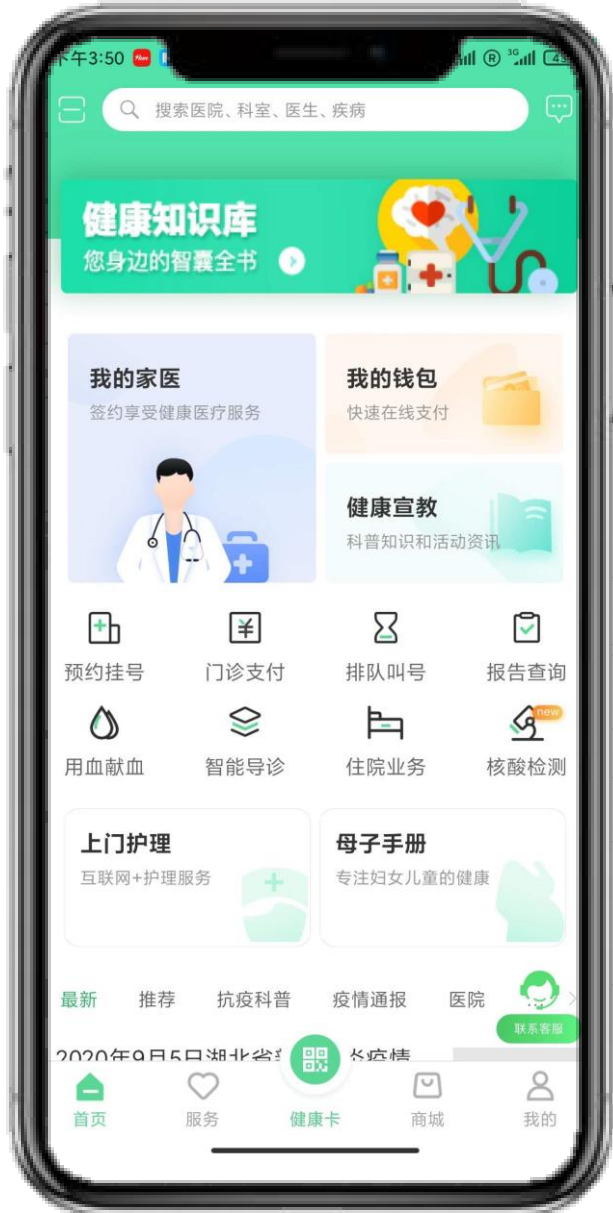 下午3:50
3G
搜索医院、科室、医生、疾病
健康知识库
您身边的智囊全书
我的家医
签约享受健康医疗服务
我的钱包
快速在线支付
健康宣教
科普知识和活动资讯
预约挂号 门诊支付 排队叫号 报告查询
new
用血献血 智能导诊 住院业务 核酸检测
上门护理
互联网+护理服务
母子手册
专注妇女儿童的健康
最新 推荐 抗疫科普 疫情通报 医院
联系客服
2020年9月5日湖北省 炎疫情
首页 服务 健康卡 商城 我的